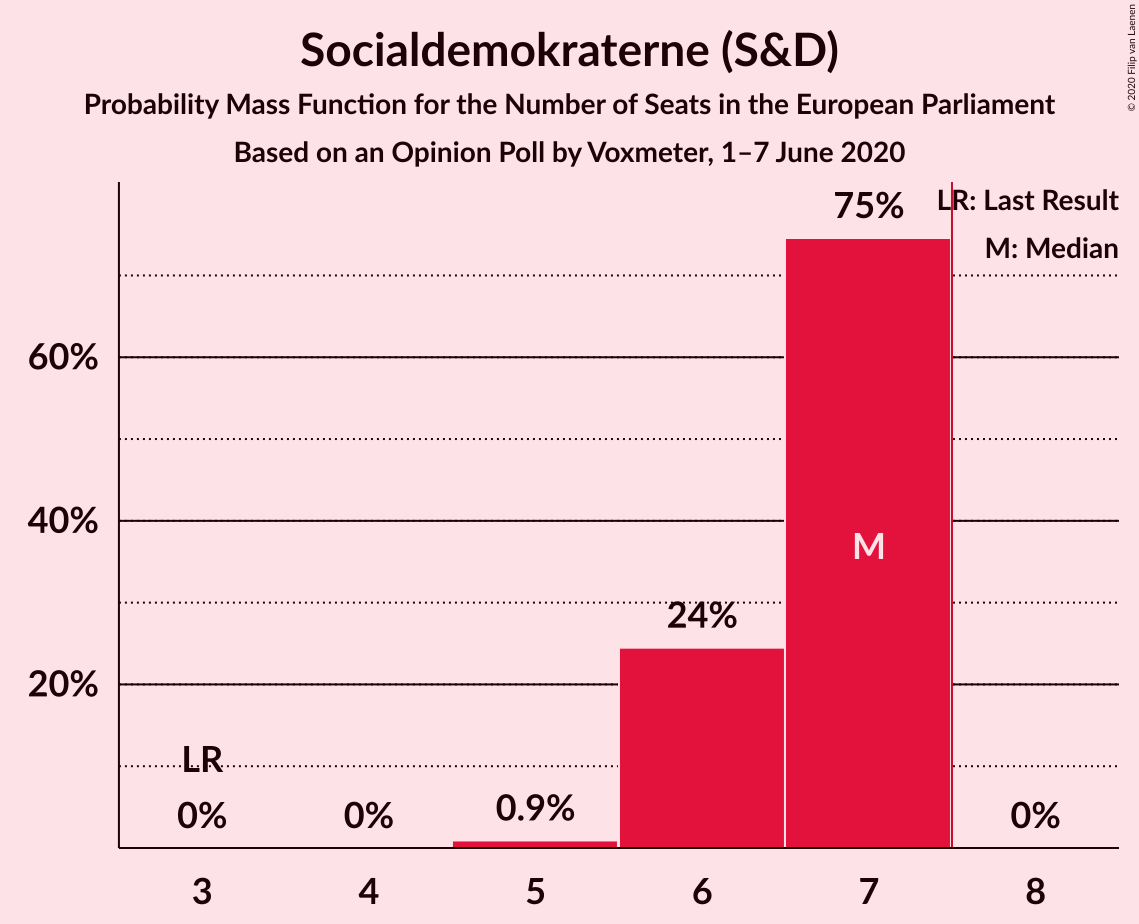 Socialdemokraterne (S&D)
Probability Mass Function for the Number of Seats in the European Parliament
Based on an Opinion Poll by Voxmeter, 1–7 June 2020
© 2020 Filip van Laenen
LR: Last Result
M: Median
75%
60%
40%
M
24%
20%
LR
0%
0%
0.9%
0%
3
4
5
6
7
8